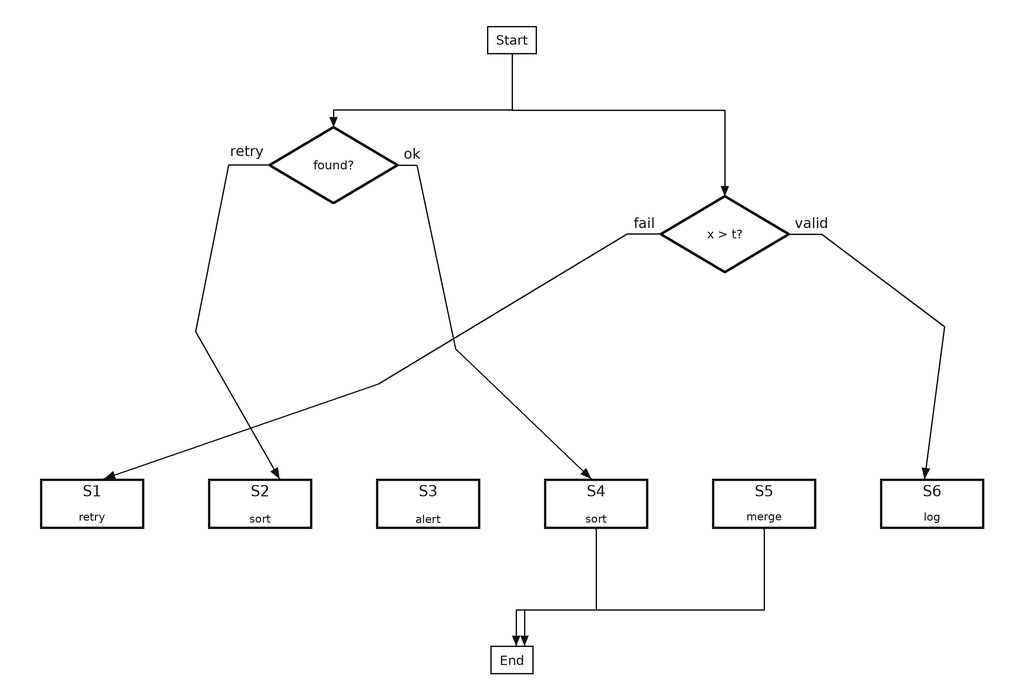 Start
retry
found?
ok
fail
x > t?
valid
S1
retry
S2
sort
S3
alert
S4
sort
S5
merge
S6
log
End